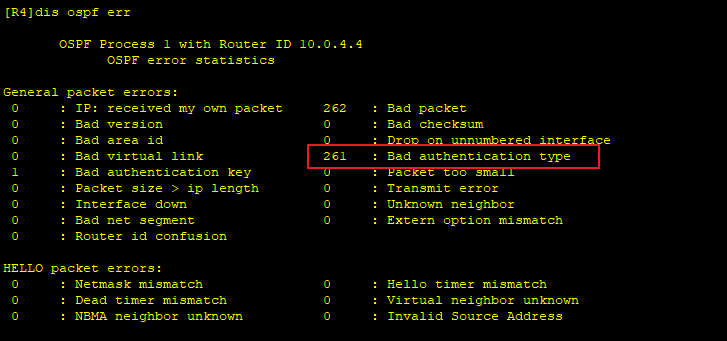 [R4]dis ospf err
OSPF Process 1 with Router ID 10.0.4.4
OSPF error statistics
General packet errors:
0 : IP: received my own packet 262 : Bad packet
0 : Bad version 0 : Bad checksum
0 : Bad area id 0 : Drop on unnumbered interface
0 : Bad virtual link 261 : Bad authentication type
1 : Bad authentication key 0 : Packet too small
0 : Packet size > ip length 0 : Transmit error
0 : Interface down 0 : Unknown neighbor
0 : Bad net segment 0 : Extern option mismatch
0 : Router id confusion
HELLO packet errors:
0 : Netmask mismatch 0 : Hello timer mismatch
0 : Dead timer mismatch 0 : Virtual neighbor unknown
0 : NBMA neighbor unknown 0 : Invalid Source Address